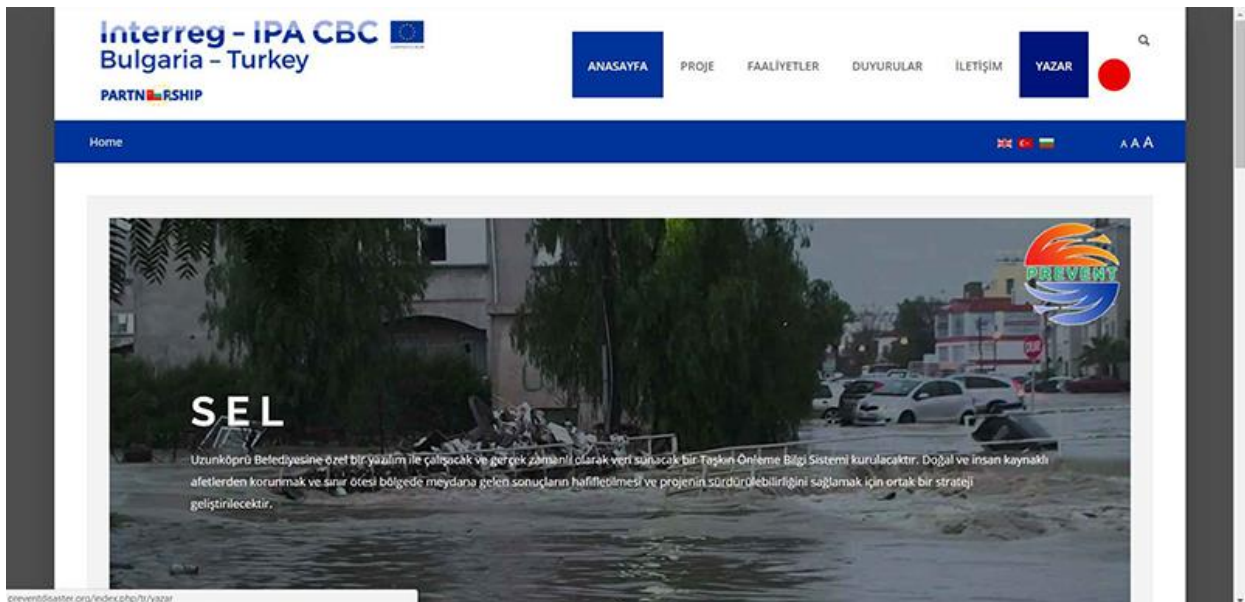 Interreg - IPA CBC
Bulgaria - Turkey
PARTNERSHIP
ANASAYFA PROJE FAALİYETLER DUYURULAR İLETİŞİM YAZAR
Home
A A A
PREVENT
SEL
Uzunköprü Belediyesine özel bir yazılım ile çalışacak ve gerçek zamanlı olarak veri sunacak bir Taşkın Önleme Bilgi Sistemi kurulacaktır. Doğal ve insan kaynaklı
afetlerden korunmak ve sınır ötesi bölgede meydana gelen sonuçların hafifletilmesi ve projenin sürdürülebilirliğini sağlamak için ortak bir strateji
geliştirilecektir.
preventdisaster.org/index.php/tr/yazar